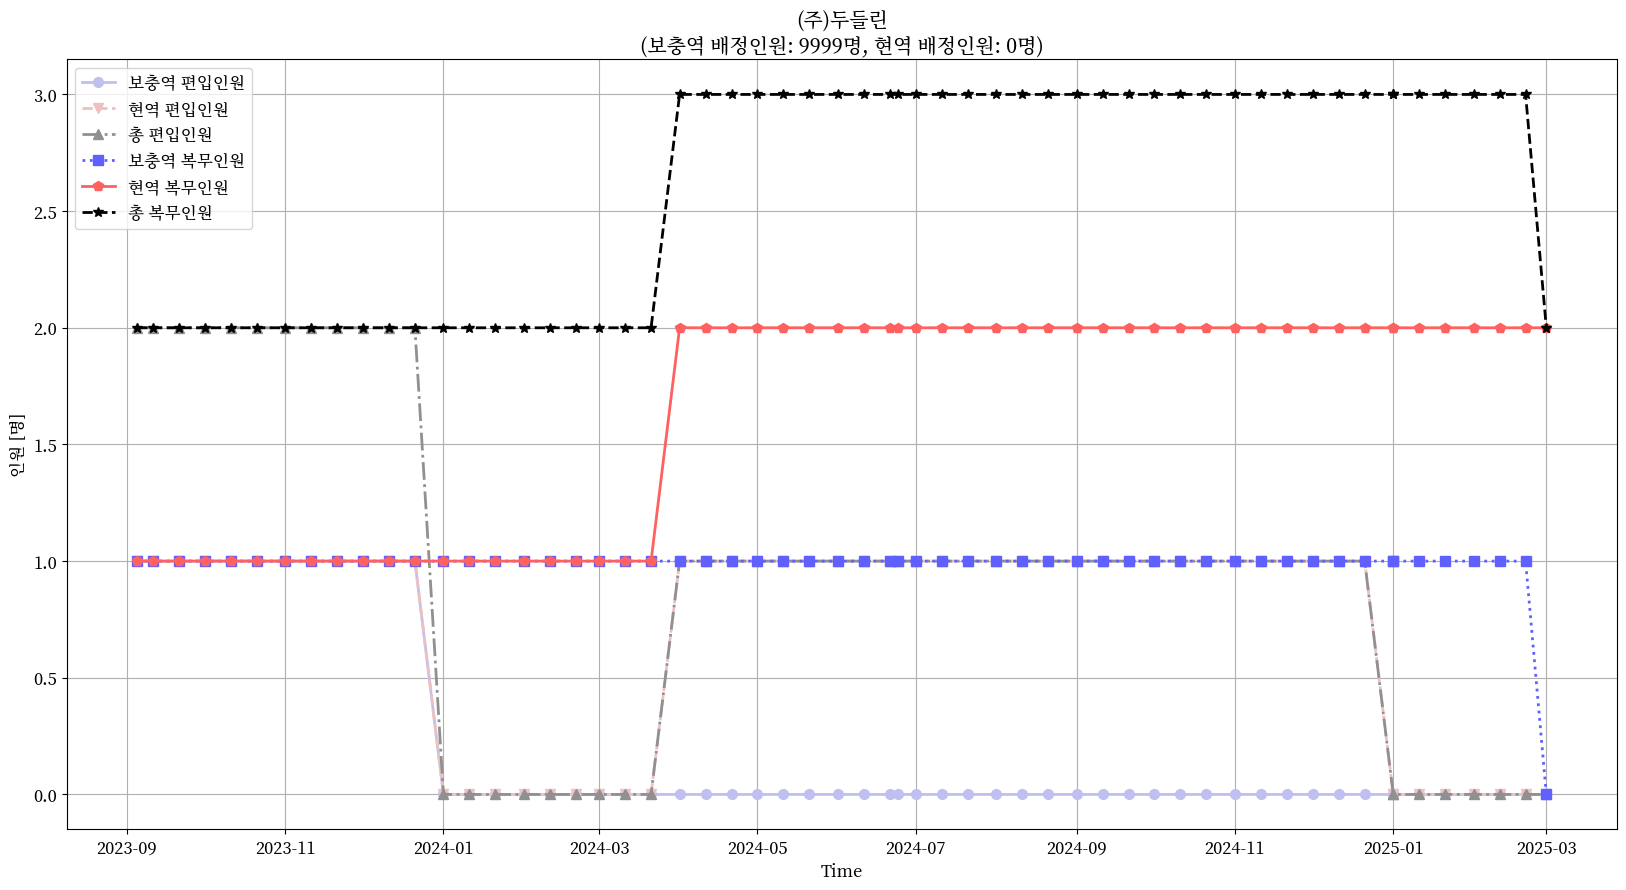 (주)두들린
(보충역 배정인원: 9999명, 현역 배정인원: 0명)
보충역 편입인원
현역 편입인원
총 편입인원
보충역 복무인원
현역 복무인원
총 복무인원
인원 [명]
3.0
2.5
2.0
1.5
1.0
0.5
0.0
2023-09
2023-11
2024-01
2024-03
2024-05
2024-07
2024-09
2024-11
2025-01
2025-03
Time